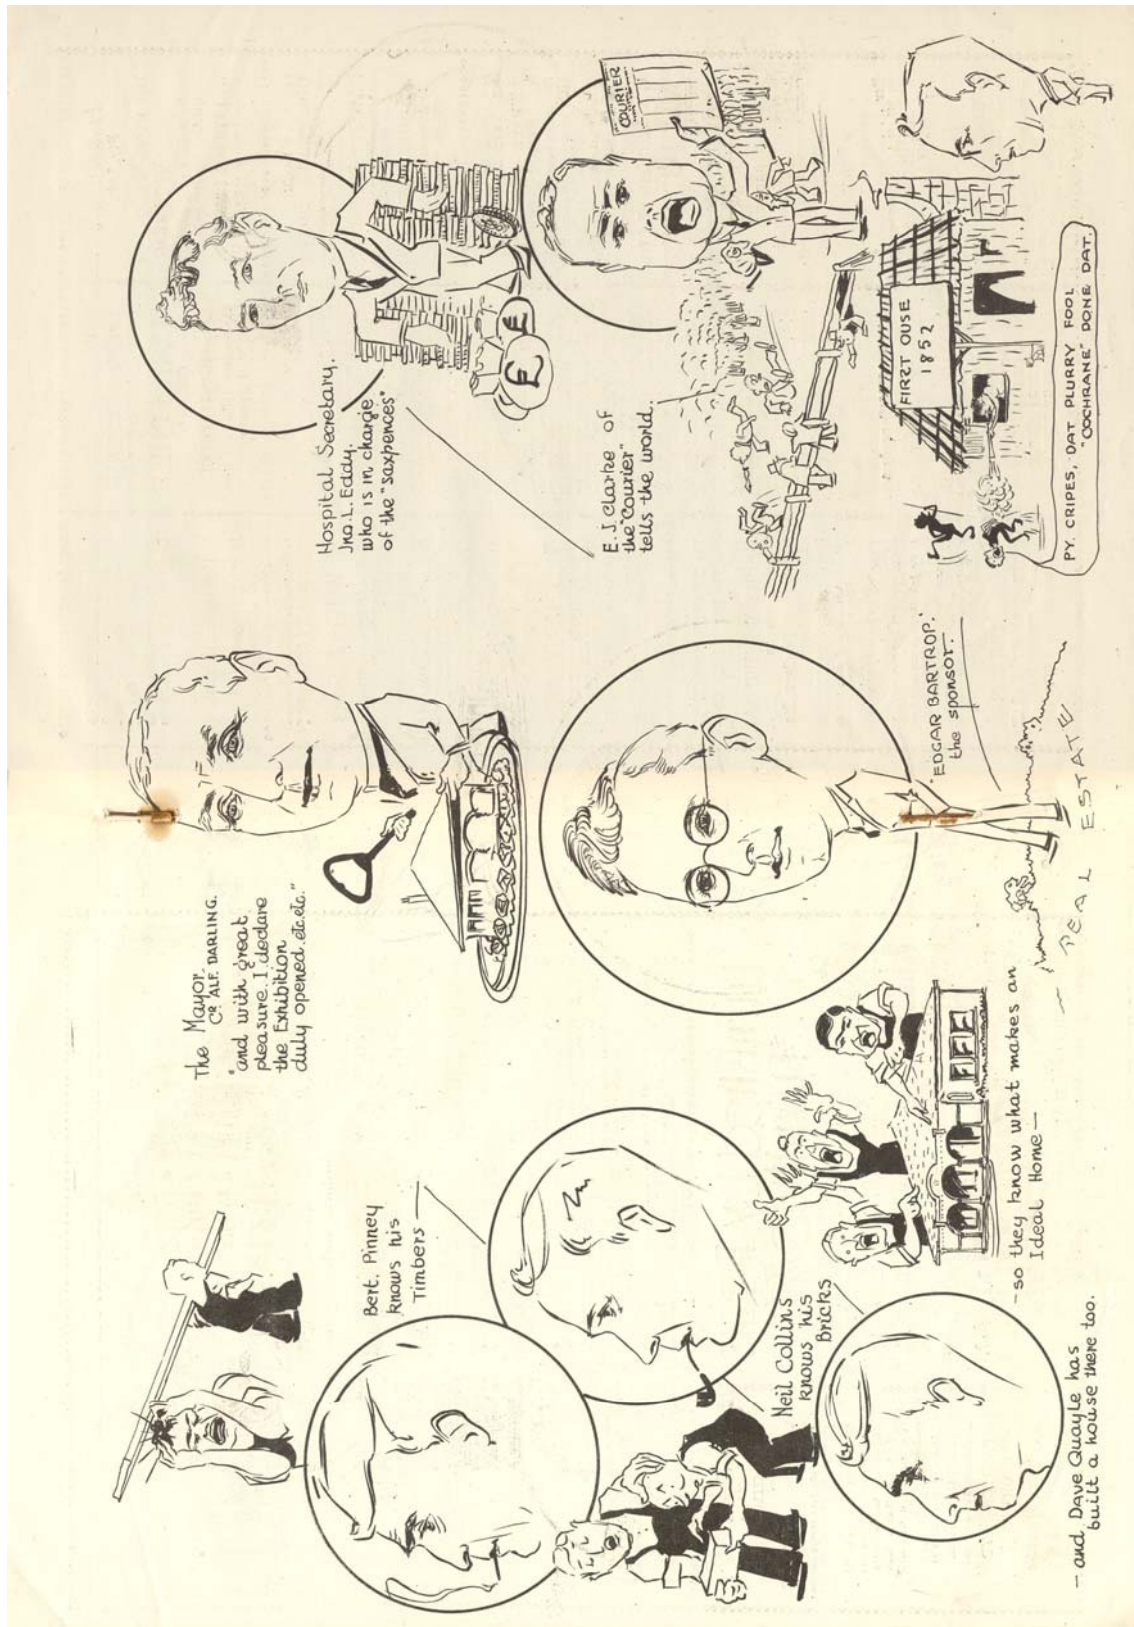 Bert. Pinney
knows his
Timbers
Neil Collins
knows his
Bricks
- so they know what makes an
Ideal Home -
- and Dave Quayle has
built a house there too.
The Mayor.
CR ALF. DARLING.
"and with great
pleasure. I declare
the Exhibition
duly opened. etc. etc."
"EDGAR BARTROP."
the sponsor.
- REAL ESTATE
Hospital Secretary.
Jno. L. Eddy.
who is in charge
of the "saxpences"
£ £
COURIER
E. J. Clarke of
the "Courier"
tells the world.
FIRRT OUSE
1852
PY. CRIPES, DAT PLURRY FOOL
"COCHRANE" DONE DAT.